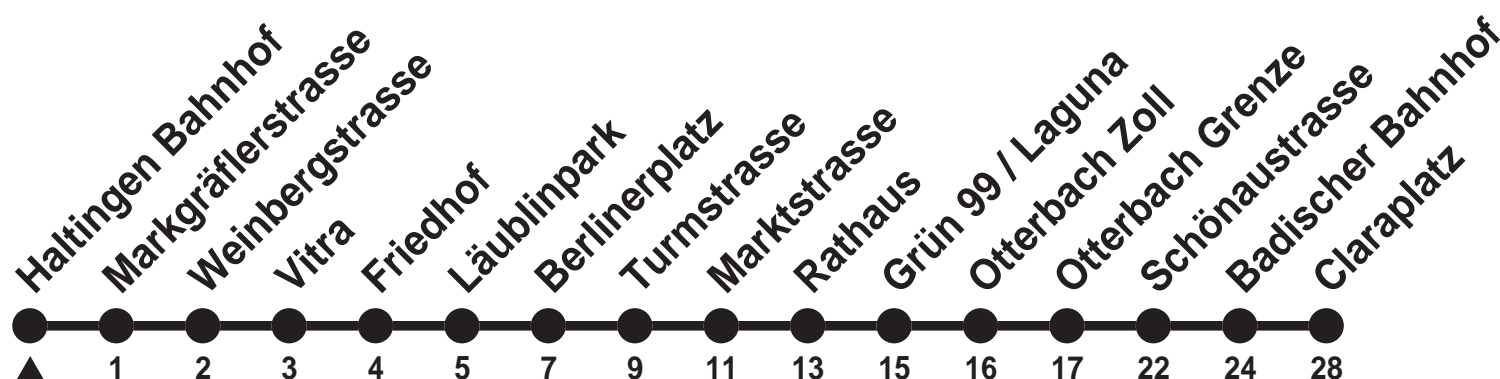 Haltingen Bahnhof
Markgräflerstrasse
Weinbergstrasse
Vitra
Friedhof
Läublinpark
Berlinerplatz
Turmstrasse
Marktstrasse
Rathaus
Grün 99 / Laguna
Otterbach Zoll
Otterbach Grenze
Schönaustrasse
Badischer Bahnhof
Claraplatz
1 2 3 4 5 7 9 11 13 15 16 17 22 24 28